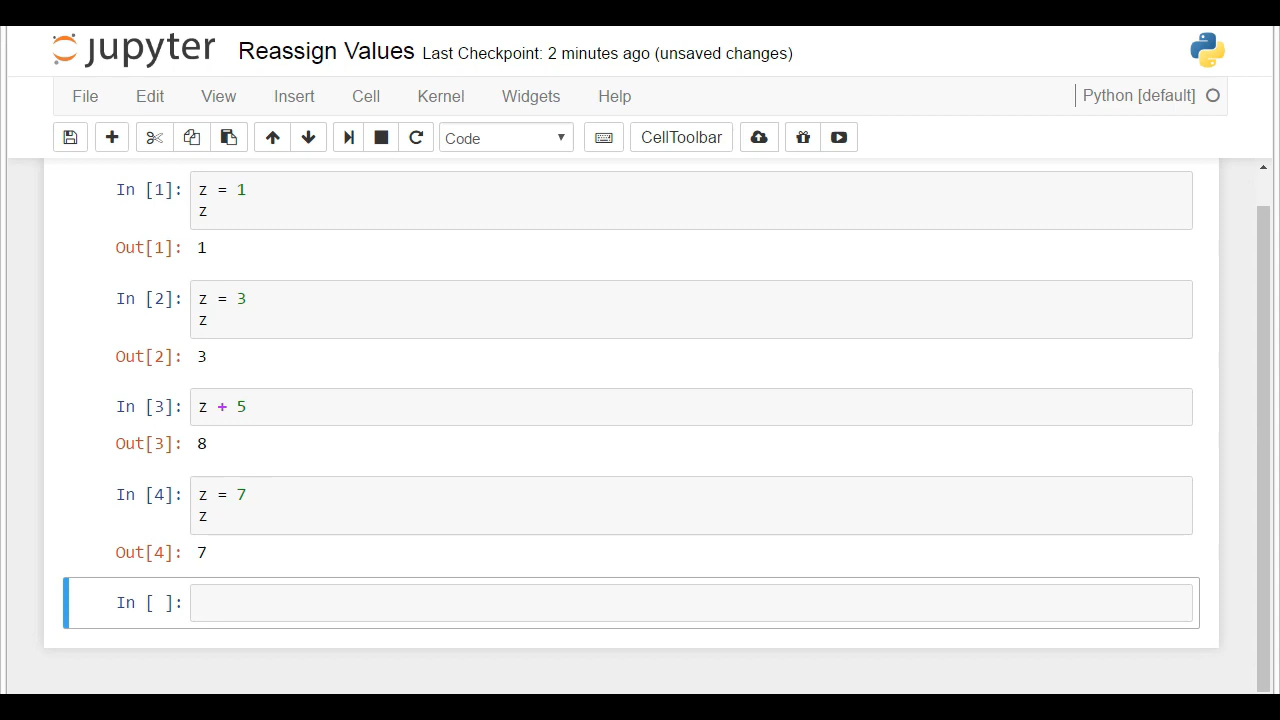 jupyter Reassign Values Last Checkpoint: 2 minutes ago (unsaved changes)
File Edit View Insert Cell Kernel Widgets Help Python [default]
Code CellToolbar
In [1]: z = 1
z
Out[1]: 1
In [2]: z = 3
z
Out[2]: 3
In [3]: z + 5
Out[3]: 8
In [4]: z = 7
z
Out[4]: 7
In [ ]: